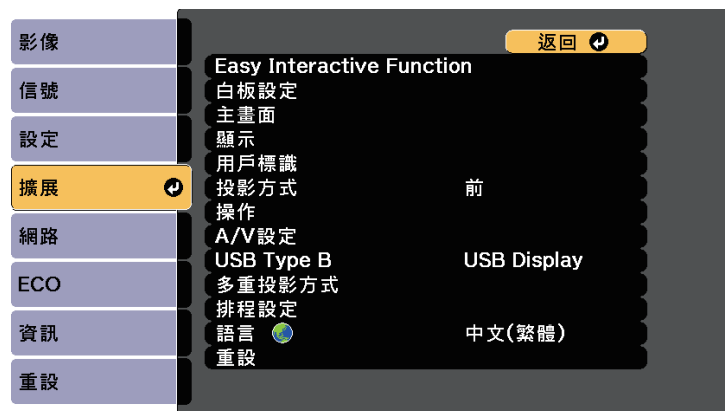 影像
信號
設定
擴展
網路
ECO
資訊
重設
返回
Easy Interactive Function
白板設定
主畫面
顯示
用戶標識
投影方式 前
操作
A/V設定
USB Type B USB Display
多重投影方式
排程設定
語言 中文(繁體)
重設